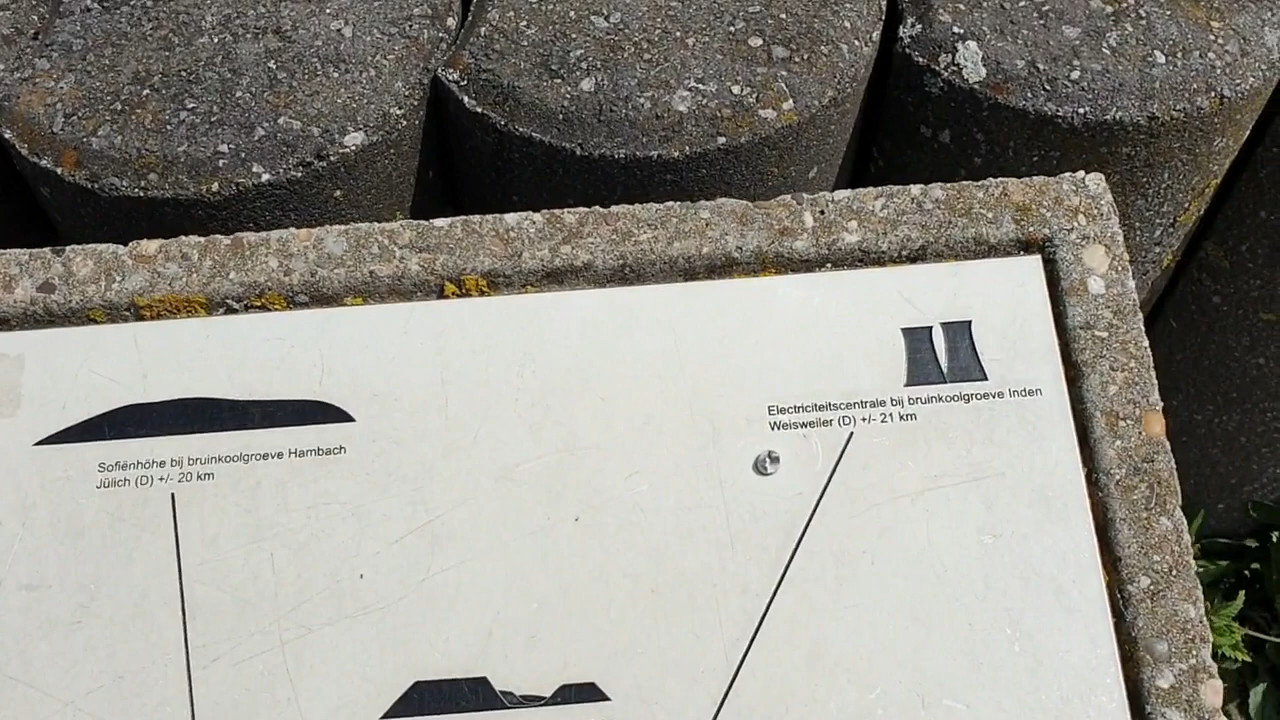 Sofiënhöhe bij bruinkoolgroeve Hambach
Jülich (D) +/- 20 km
Electriciteitscentrale bij bruinkoolgroeve Inden
Weisweiler (D) +/- 21 km